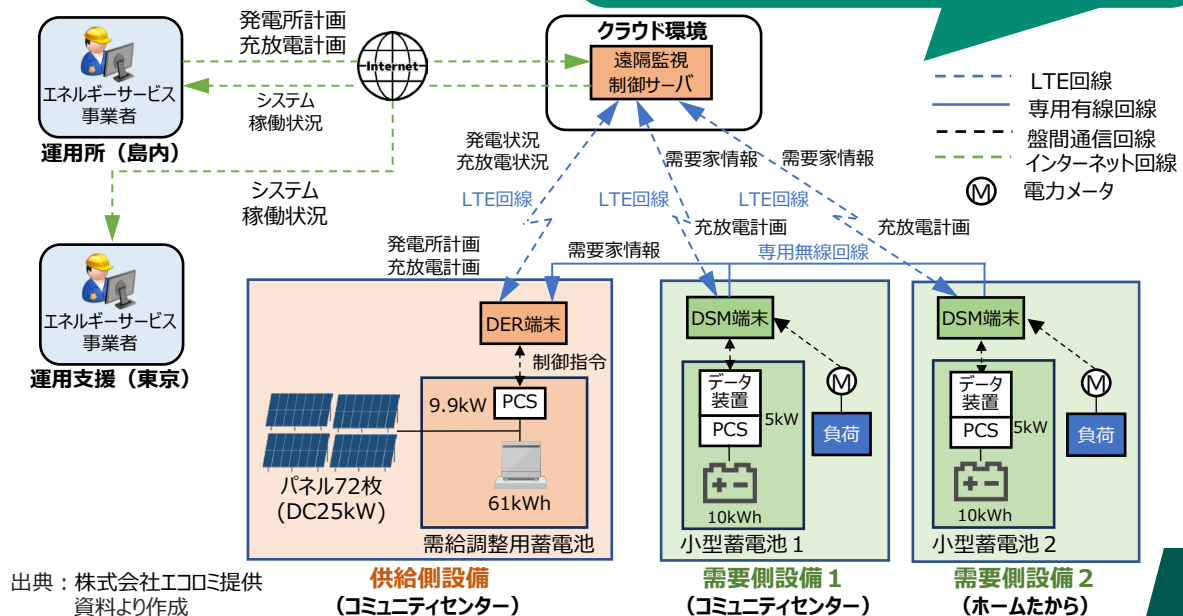 発電所計画
充放電計画
Internet
クラウド環境
遠隔監視
制御サーバ
エネルギーサービス
事業者
運用所（島内）
システム
稼働状況
システム
稼働状況
エネルギーサービス
事業者
運用支援（東京）
LTE回線
専用有線回線
盤間通信回線
インターネット回線
M
電力メータ
発電状況
充放電状況
需要家情報
需要家情報
LTE回線
LTE回線
LTE回線
発電所計画
充放電計画
充放電計画
充放電計画
需要家情報
専用無線回線
DER端末
制御指令
9.9kW
PCS
パネル72枚
(DC25kW)
61kWh
需給調整用蓄電池
DSM端末
データ
装置
PCS
5kW
M
負荷
10kWh
小型蓄電池１
DSM端末
データ
装置
PCS
5kW
M
負荷
10kWh
小型蓄電池２
供給側設備
(コミュニティセンター)
需要側設備１
(コミュニティセンター)
需要側設備２
(ホームたから)
出典：株式会社エコロミ提供
資料より作成